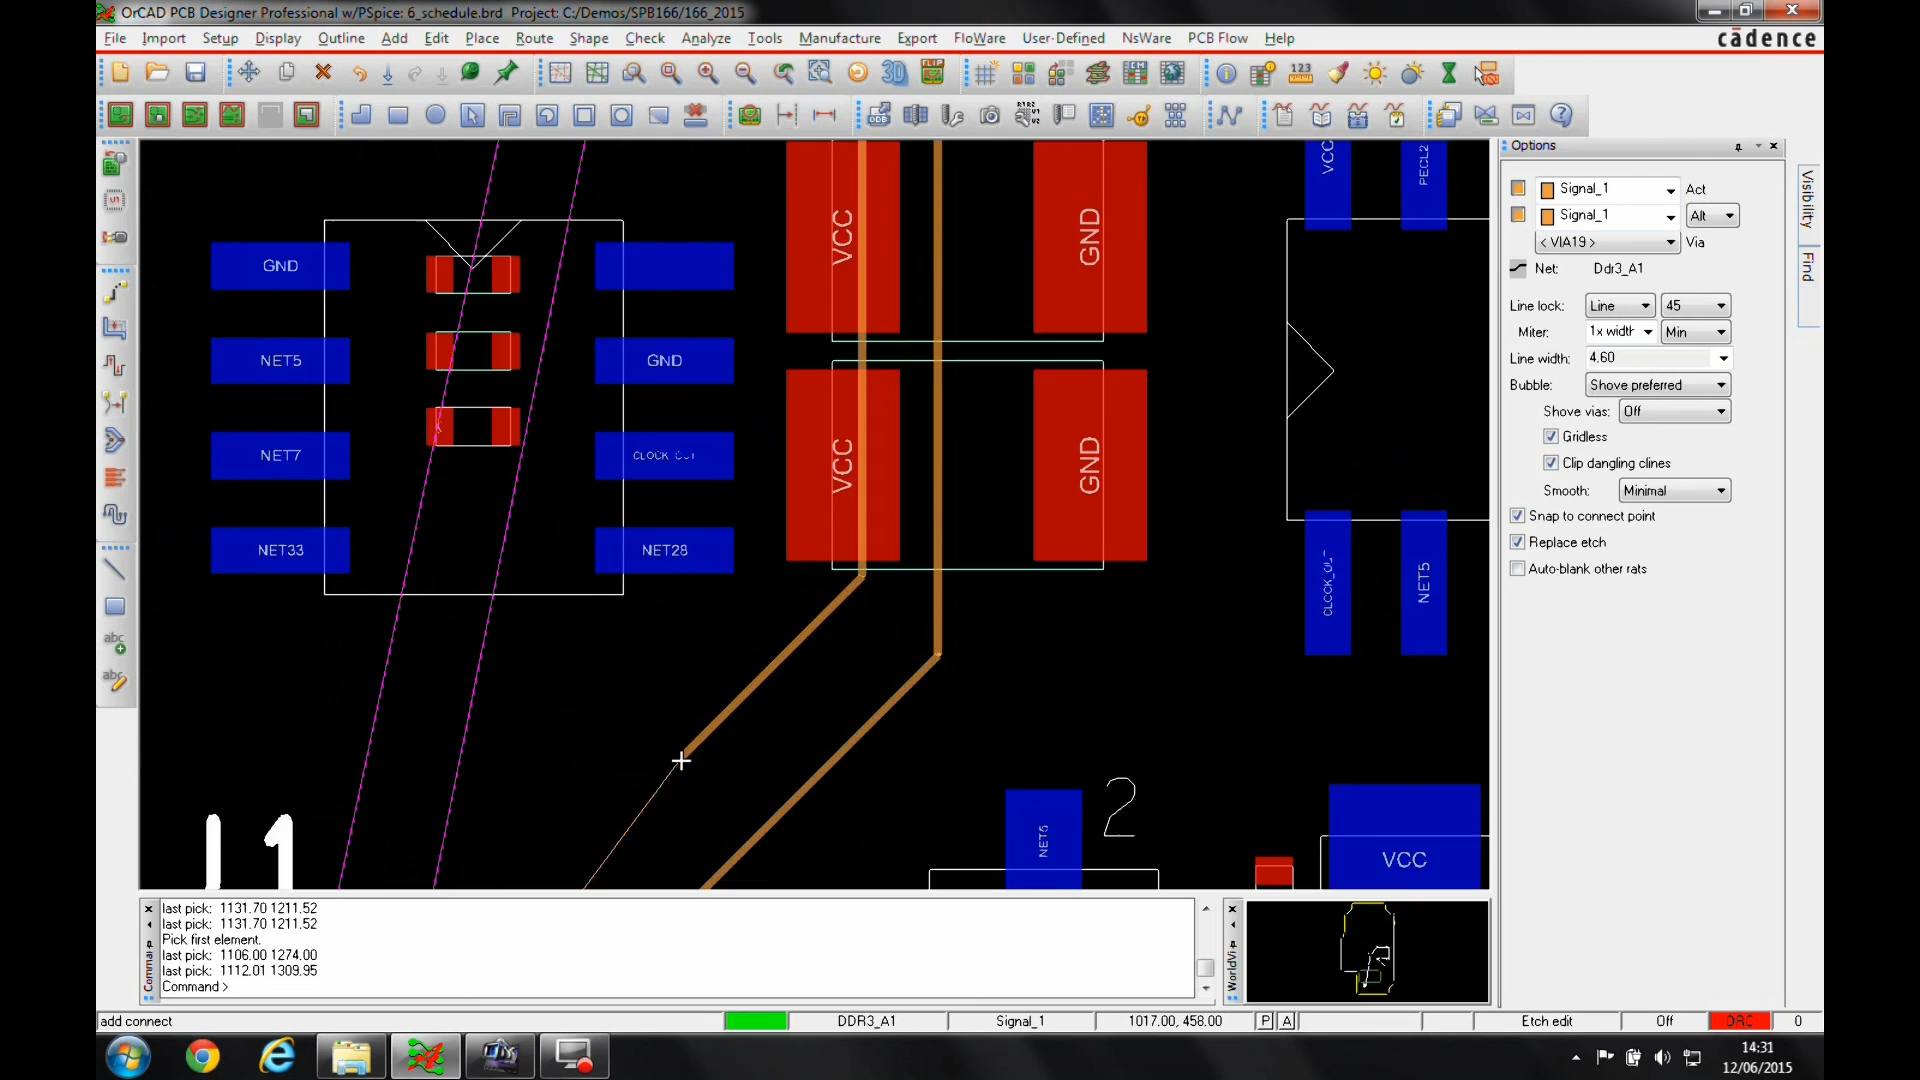 OrCAD PCB Designer Professional w/PSpice: 6_schedule.brd  Project: C:/Demos/SPB166/166_2015
File Import Setup Display Outline Add Edit Place Route Shape Check Analyze Tools Manufacture Export FloWare User-Defined NsWare PCB Flow Help
cādence
Options
Signal_1 Act
Signal_1 Alt
< VIA19 > Via
Net: Ddr3_A1
Line lock: Line 45
Miter: 1x width Min
Line width: 4.60
Bubble: Shove preferred
Shove vias: Off
Gridless
Clip dangling clines
Smooth: Minimal
Snap to connect point
Replace etch
Auto-blank other rats
Visibility
Find
GND
NET5
NET7
NET33
GND
CLOCK_OUT
NET28
VCC
GND
VCC
GND
VCC
PECL2
CLOCK_OUT
NET5
NET5
2
VCC
last pick:  1131.70 1211.52
last pick:  1131.70 1211.52
Pick first element.
last pick:  1106.00 1274.00
last pick:  1112.01 1309.95
Command >
add connect
DDR3_A1
Signal_1
1017.00, 458.00
P
A
Etch edit
Off
DRC
0
14:31
12/06/2015